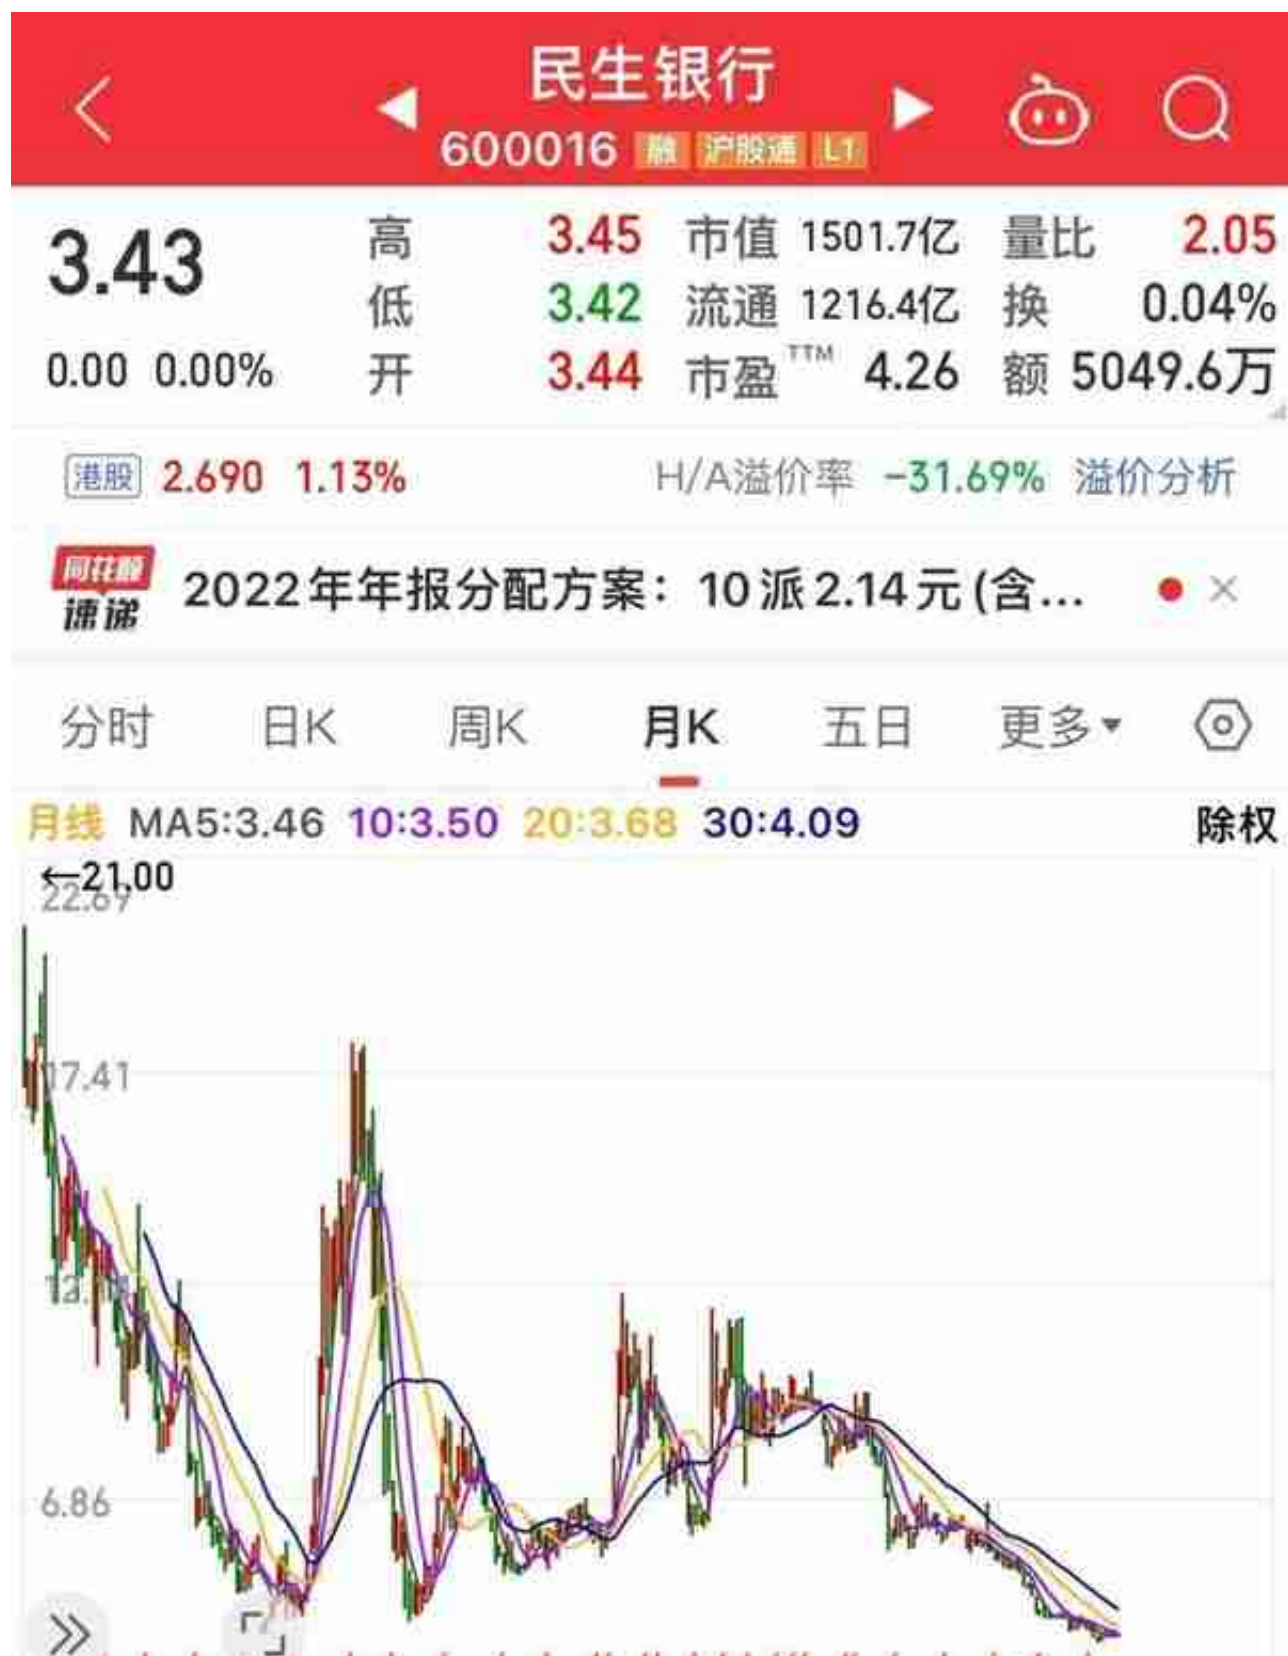 民生银行
600016 融 沪股通 L1
3.43 高 3.45 市值 1501.7亿 量比 2.05
低 3.42 流通 1216.4亿 换 0.04%
0.00 0.00% 开 3.44 市盈TTM 4.26 额 5049.6万
港股 2.690 1.13% H/A溢价率 -31.69% 溢价分析
同花顺
速递
2022年年报分配方案：10派2.14元(含...
分时 日K 周K 月K 五日 更多
月线 MA5:3.46 10:3.50 20:3.68 30:4.09 除权
←21.00
22.69
17.41
6.86